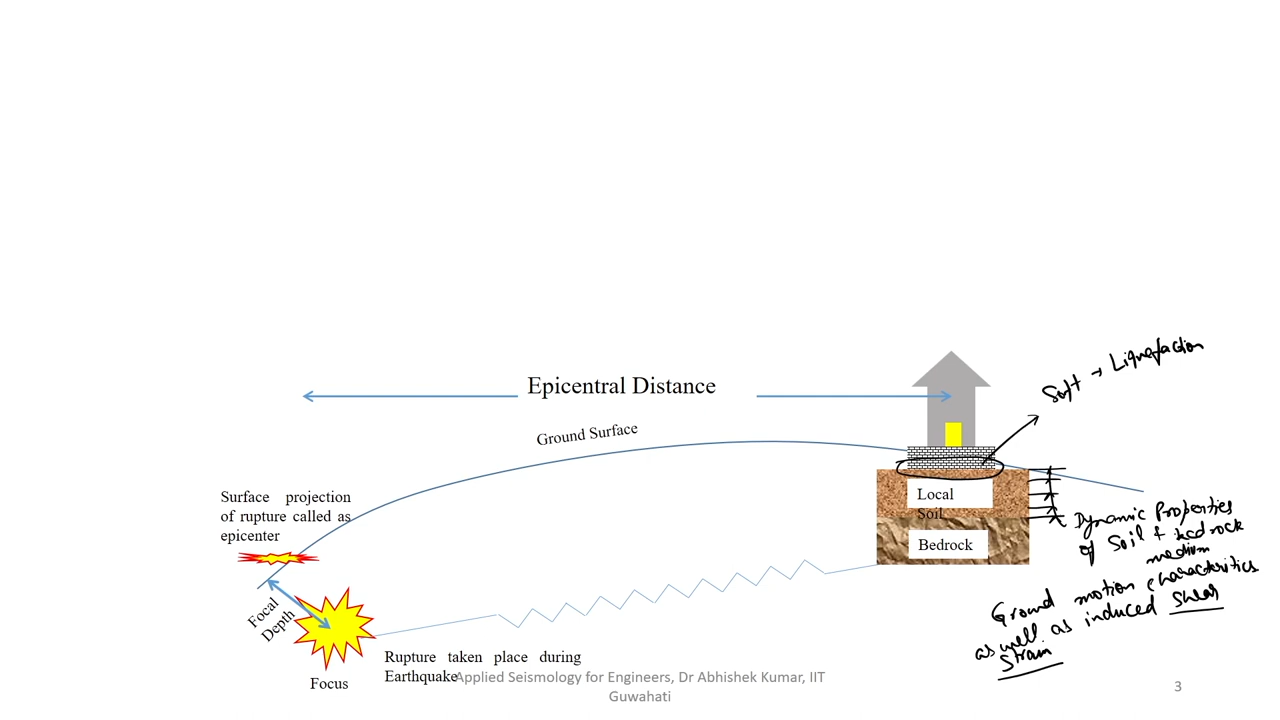 Soft → Liquefaction
Epicentral Distance
Ground Surface
Surface projection
of rupture called as
epicenter
Local
Soil
Bedrock
Dynamic Properties
of Soil + bedrock
medium
Ground motion characteristics
as well as induced shear
strain
Focal
Depth
Rupture taken place during
Earthquake
Focus
Applied Seismology for Engineers, Dr Abhishek Kumar, IIT
Guwahati
3